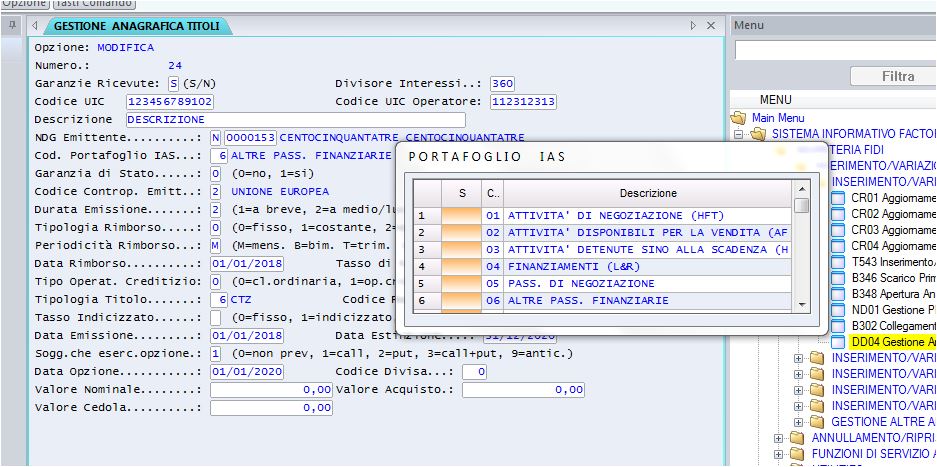 Opzione Tasti Comando
GESTIONE ANAGRAFICA TITOLI
Opzione: MODIFICA
Numero.: 24
Garanzie Ricevute: S (S/N) Divisore Interessi..: 360
Codice UIC 123456789102 Codice UIC Operatore: 112312313
Descrizione DESCRIZIONE
NDG Emittente.........: N 0000153 CENTOCINQUANTATRE CENTOCINQUANTATRE
Cod. Portafoglio IAS...: 6 ALTRE PASS. FINANZIARIE
Garanzia di Stato......: 0 (0=no, 1=si)
Codice Controp. Emitt..: 2 UNIONE EUROPEA
Durata Emissione.......: 2 (1=a breve, 2=a medio/lu
Tipologia Rimborso.....: 0 (0=fisso, 1=costante, 2=
Periodicità Rimborso...: M (M=mens. B=bim. T=trim.
Data Rimborso..........: 01/01/2018 Tasso di
Tipo Operat. Creditizio: 0 (0=cl.ordinaria, 1=op.cr
Tipologia Titolo.......: 6 CTZ Codice P
Tasso Indicizzato......: (0=fisso, 1=indicizzato
Data Emissione.........: 01/01/2018 Data Estinzione....: 31/12/2020
Sogg.che eserc.opzione.: 1 (0=non prev, 1=call, 2=put, 3=call+put, 9=antic.)
Data Opzione...........: 01/01/2020 Codice Divisa...: 0
Valore Nominale........: 0,00 Valore Acquisto.: 0,00
Valore Cedola..........: 0,00
PORTAFOGLIO IAS
S C.. Descrizione
1 01 ATTIVITA' DI NEGOZIAZIONE (HFT)
2 02 ATTIVITA' DISPONIBILI PER LA VENDITA (AF
3 03 ATTIVITA' DETENUTE SINO ALLA SCADENZA (H
4 04 FINANZIAMENTI (L&R)
5 05 PASS. DI NEGOZIAZIONE
6 06 ALTRE PASS. FINANZIARIE
Menu
Filtra
MENU
Main Menu
SISTEMA INFORMATIVO FACTO
ETERIA FIDI
ERIMENTO/VARIAZI
INSERIMENTO/VARI
CR01 Aggiorname
CR02 Aggiorname
CR03 Aggiorname
CR04 Aggiorname
T543 Inserimento/
B346 Scarico Prim
B348 Apertura An
ND01 Gestione P
B302 Collegament
DD04 Gestione An
INSERIMENTO/VARI
INSERIMENTO/VARI
INSERIMENTO/VARI
INSERIMENTO/VARI
GESTIONE ALTRE A
ANNULLAMENTO/RIPRI
FUNZIONI DI SERVIZIO A